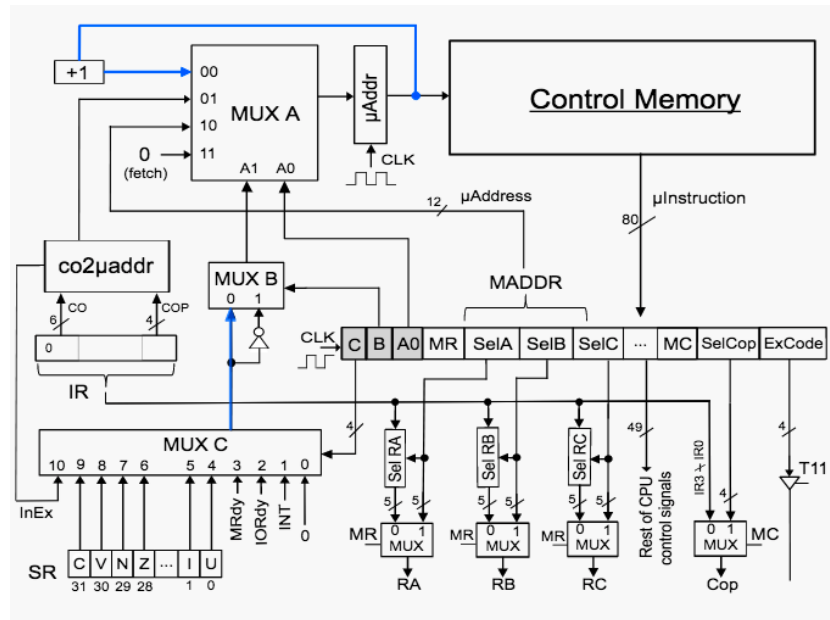 +1
00
01
10
11
MUX A
A1 A0
0
(fetch)
µAddr
CLK
Control Memory
12
µAddress
80
µInstruction
co2µaddr
6
CO
4
COP
0
IR
MUX B
0 1
MADDR
CLK
C B A0 MR SelA SelB SelC ... MC SelCop ExCode
4
MUX C
10 9 8 7 6 5 4 3 2 1 0
InEx
MRdy
IORdy
INT
0
SR
C V N Z ... I U
31 30 29 28 1 0
Sel RA
5
5
MR
0 1
MUX
RA
Sel RB
5
5
MR
0 1
MUX
RB
Sel RC
5
5
MR
0 1
MUX
RC
49
Rest of CPU
control signals
IR3 - IR0
4
0 1
MUX
MC
Cop
4
T11